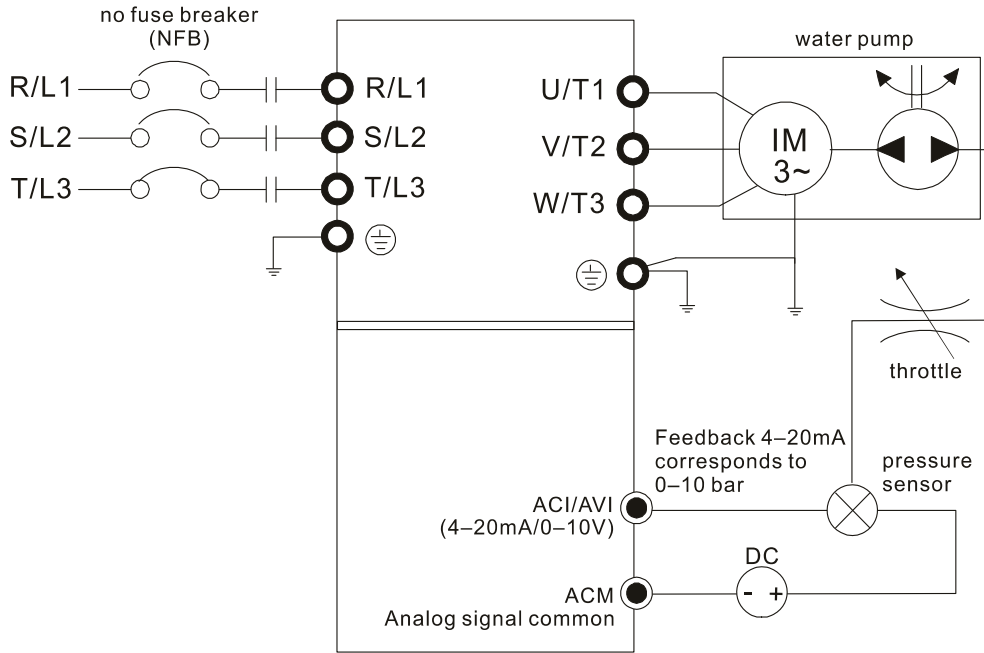 no fuse breaker
(NFB)
R/L1
S/L2
T/L3
R/L1
S/L2
T/L3
U/T1
V/T2
W/T3
water pump
IM
3~
throttle
Feedback 4–20mA
corresponds to
0–10 bar
pressure
sensor
ACI/AVI
(4–20mA/0–10V)
DC
- +
ACM
Analog signal common